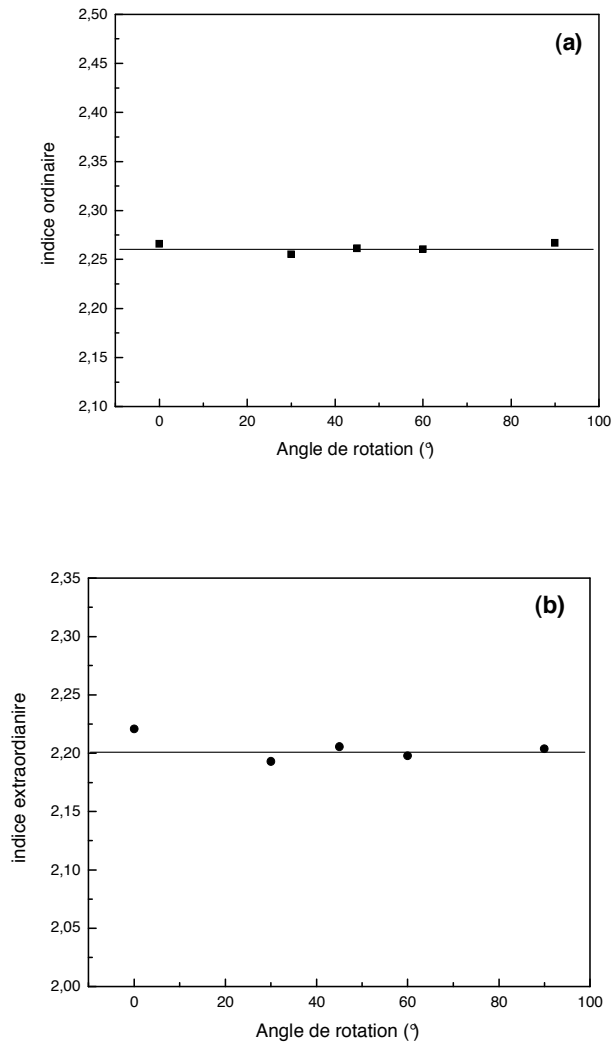 (a)
indice ordinaire
2,50
2,45
2,40
2,35
2,30
2,25
2,20
2,15
2,10
0 20 40 60 80 100
Angle de rotation (°)
(b)
indice extraordianire
2,35
2,30
2,25
2,20
2,15
2,10
2,05
2,00
0 20 40 60 80 100
Angle de rotation (°)